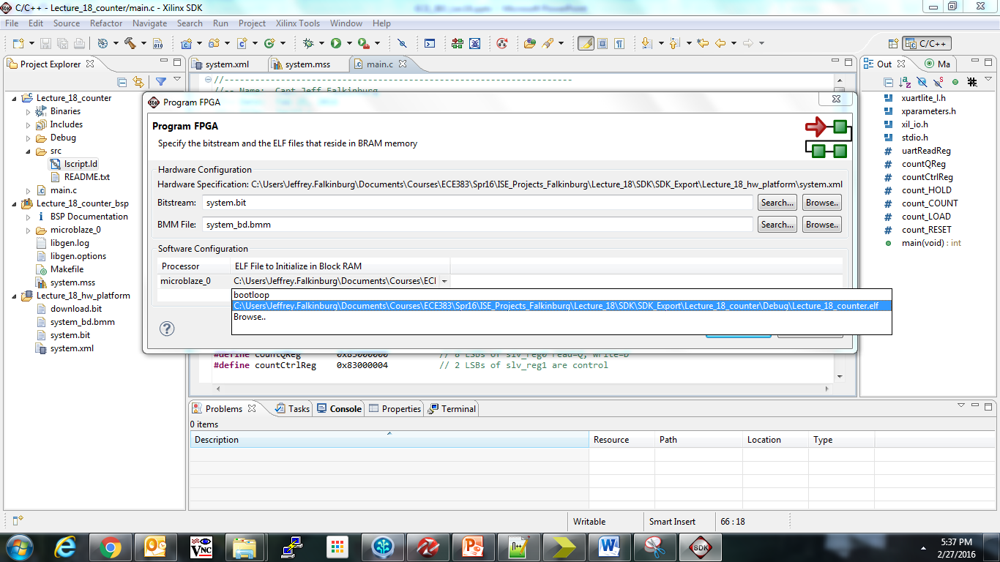 C/C++ - Lecture_18_counter/main.c - Xilinx SDK
File Edit Source Refactor Navigate Search Run Project Xilinx Tools Window Help
C/C++
Project Explorer
Lecture_18_counter
Binaries
Includes
Debug
src
lscript.ld
README.txt
main.c
Lecture_18_counter_bsp
BSP Documentation
microblaze_0
libgen.log
libgen.options
Makefile
system.mss
Lecture_18_hw_platform
download.bit
system_bd.bmm
system.bit
system.xml
system.xml system.mss main.c
//--------------------------------------------------------------------
//-- Name: Capt Jeff Falkinburg
Program FPGA
Program FPGA
Specify the bitstream and the ELF files that reside in BRAM memory
Hardware Configuration
Hardware Specification: C:\Users\Jeffrey.Falkinburg\Documents\Courses\ECE383\Spr16\ISE_Projects_Falkinburg\Lecture_18\SDK\SDK_Export\Lecture_18_hw_platform\system.xml
Bitstream: system.bit Search... Browse..
BMM File: system_bd.bmm Search... Browse..
Software Configuration
Processor ELF File to Initialize in Block RAM
microblaze_0 C:\Users\Jeffrey.Falkinburg\Documents\Courses\ECI
bootloop
C:\Users\Jeffrey.Falkinburg\Documents\Courses\ECE383\Spr16\ISE_Projects_Falkinburg\Lecture_18\SDK\SDK_Export\Lecture_18_counter\Debug\Lecture_18_counter.elf
Browse..
#define countQReg 0x83000000 // 8 LSBs of slv_reg0 read=Q, write=D
#define countCtrlReg 0x83000004 // 2 LSBs of slv_reg1 are control
Out Ma
xuartlite_l.h
xparameters.h
xil_io.h
stdio.h
uartReadReg
countQReg
countCtrlReg
count_HOLD
count_COUNT
count_LOAD
count_RESET
main(void) : int
Problems Tasks Console Properties Terminal
0 items
Description Resource Path Location Type
Writable Smart Insert 66 : 18
VNC
SDK
5:37 PM
2/27/2016